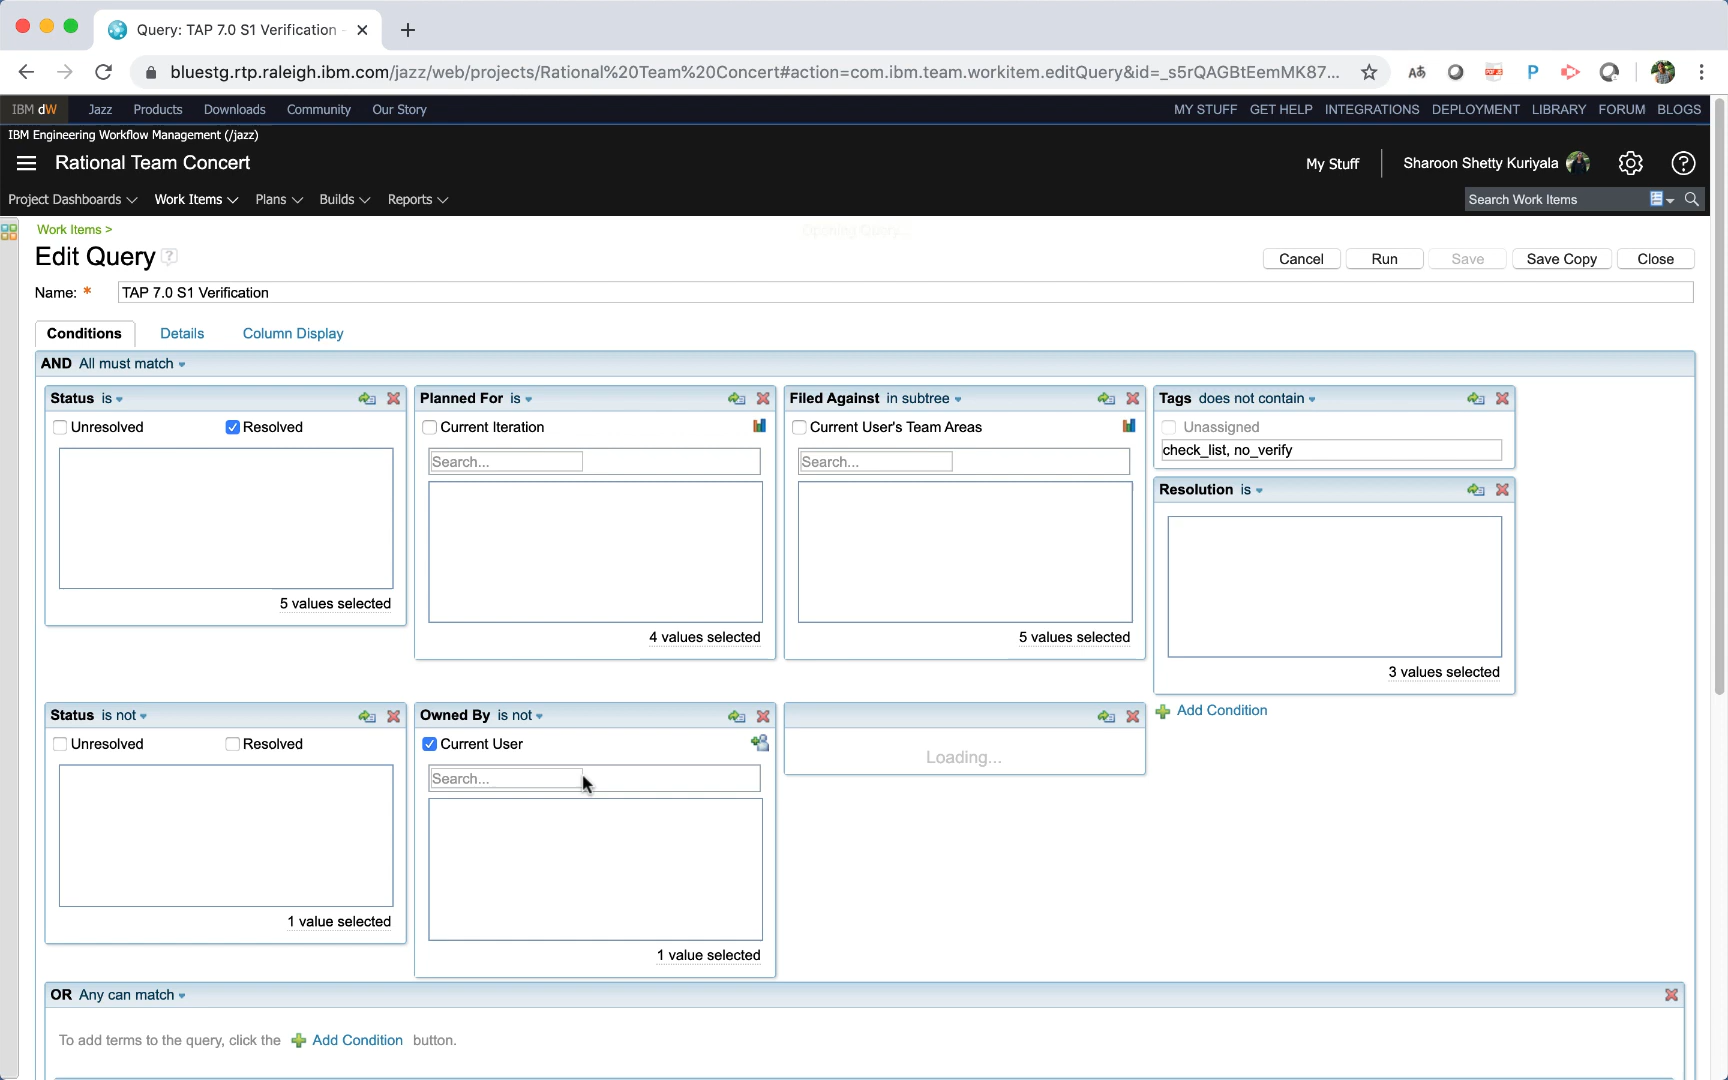 Query: TAP 7.0 S1 Verification
bluestg.rtp.raleigh.ibm.com/jazz/web/projects/Rational%20Team%20Concert#action=com.ibm.team.workitem.editQuery&id=_s5rQAGBtEemMK87...
IBM dW Jazz Products Downloads Community Our Story MY STUFF GET HELP INTEGRATIONS DEPLOYMENT LIBRARY FORUM BLOGS
IBM Engineering Workflow Management (/jazz)
Rational Team Concert My Stuff Sharoon Shetty Kuriyala
Project Dashboards Work Items Plans Builds Reports Search Work Items
Work Items >
Opening Query...
Edit Query ? Cancel Run Save Save Copy Close
Name: * TAP 7.0 S1 Verification
Conditions Details Column Display
AND All must match
Status is Planned For is Filed Against in subtree Tags does not contain
Unresolved Resolved Current Iteration Current User's Team Areas Unassigned
check_list, no_verify
Search... Search...
Resolution is
5 values selected
4 values selected 5 values selected
3 values selected
Add Condition
Status is not Owned By is not
Unresolved Resolved Current User
Loading...
Search...
1 value selected
1 value selected
OR Any can match
To add terms to the query, click the Add Condition button.